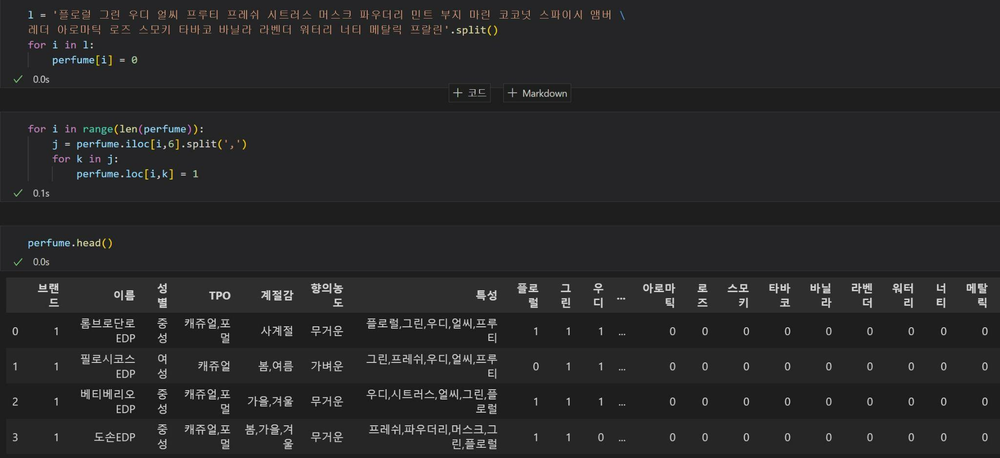 l = '플로럴 그린 우디 얼씨 프루티 프레쉬 시트러스 머스크 파우더리 민트 부지 마린 코코넛 스파이시 앰버 \
레더 아로마틱 로즈 스모키 타바코 바닐라 라벤더 워터리 너티 메탈릭 프랄린'.split()
for i in l:
    perfume[i] = 0
0.0s
+ 코드 + Markdown
for i in range(len(perfume)):
    j = perfume.iloc[i,6].split(',')
    for k in j:
        perfume.loc[i,k] = 1
0.1s
perfume.head()
0.0s
브랜드 이름 성별 TPO 계절감 향의농도 특성 플로럴 그린 우디 ... 아로마틱 로즈 스모키 타바코 바닐라 라벤더 워터리 너티 메탈릭
0 1 롬브로단로EDP 중성 캐쥬얼,포멀 사계절 무거운 플로럴,그린,우디,얼씨,프루티 1 1 1 ... 0 0 0 0 0 0 0 0 0
1 1 필로시코스EDP 여성 캐쥬얼 봄,여름 가벼운 그린,프레쉬,우디,얼씨,프루티 0 1 1 ... 0 0 0 0 0 0 0 0 0
2 1 베티베리오EDP 중성 캐쥬얼,포멀 가을,겨울 무거운 우디,시트러스,얼씨,그린,플로럴 1 1 1 ... 0 0 0 0 0 0 0 0 0
3 1 도손EDP 중성 캐쥬얼,포멀 봄,가을,겨울 무거운 프레쉬,파우더리,머스크,그린,플로럴 1 1 0 ... 0 0 0 0 0 0 0 0 0